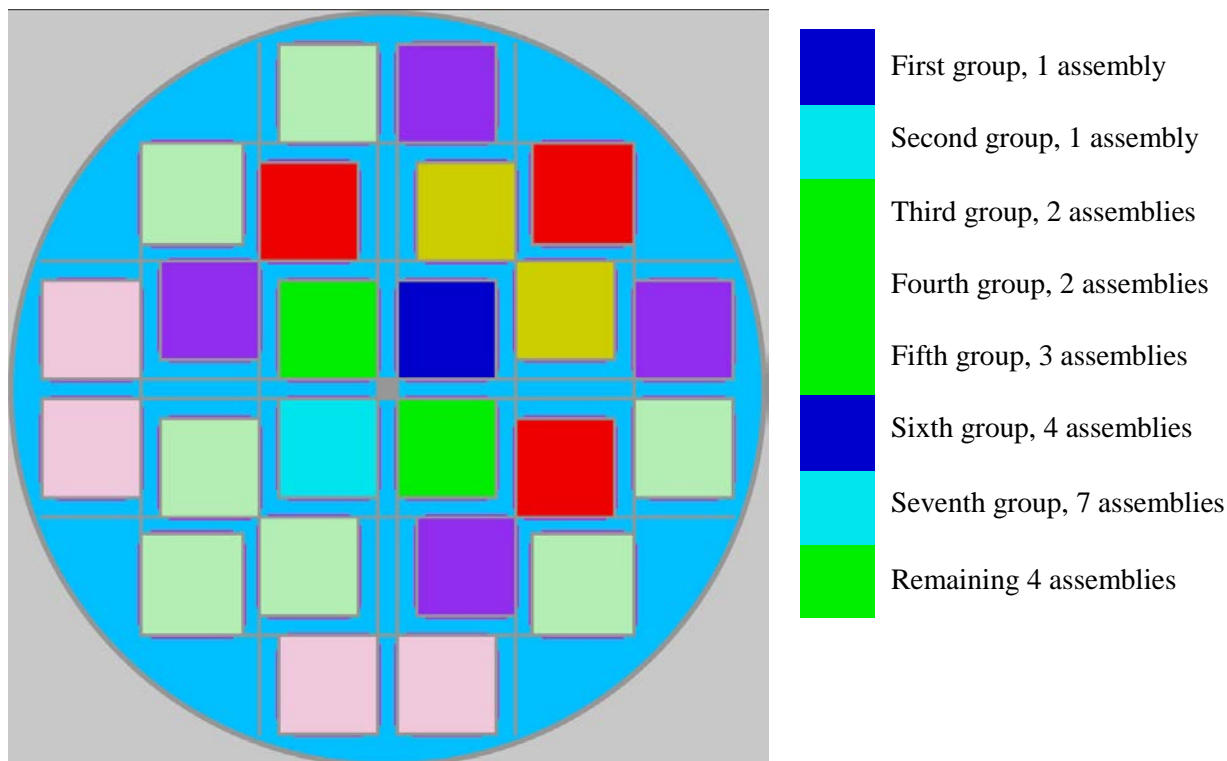 First group, 1 assembly
Second group, 1 assembly
Third group, 2 assemblies
Fourth group, 2 assemblies
Fifth group, 3 assemblies
Sixth group, 4 assemblies
Seventh group, 7 assemblies
Remaining 4 assemblies